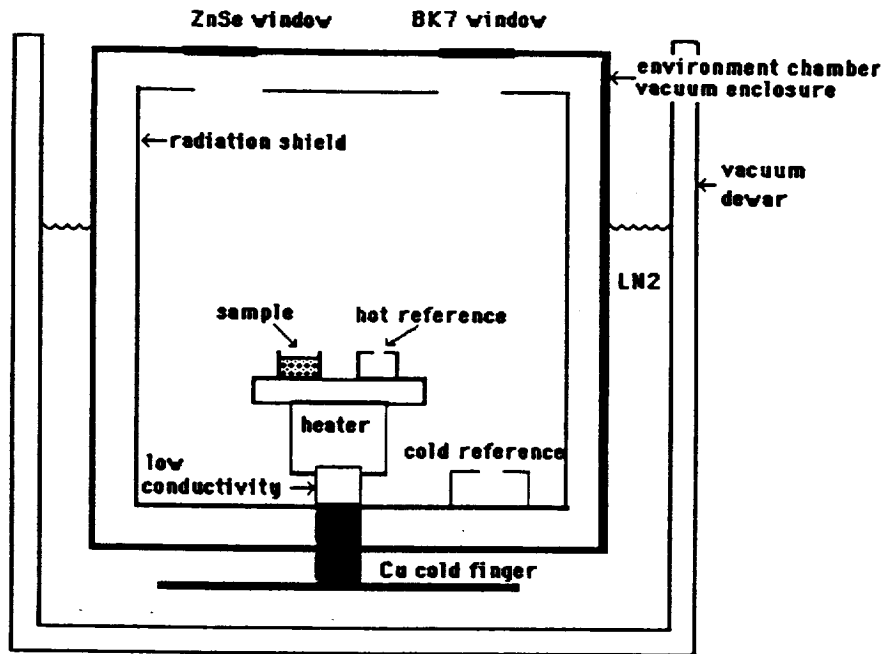 ZnSe window
BK7 window
environment chamber
vacuum enclosure
radiation shield
vacuum
dewar
LN2
sample
hot reference
heater
cold reference
low
conductivity
Cu cold finger